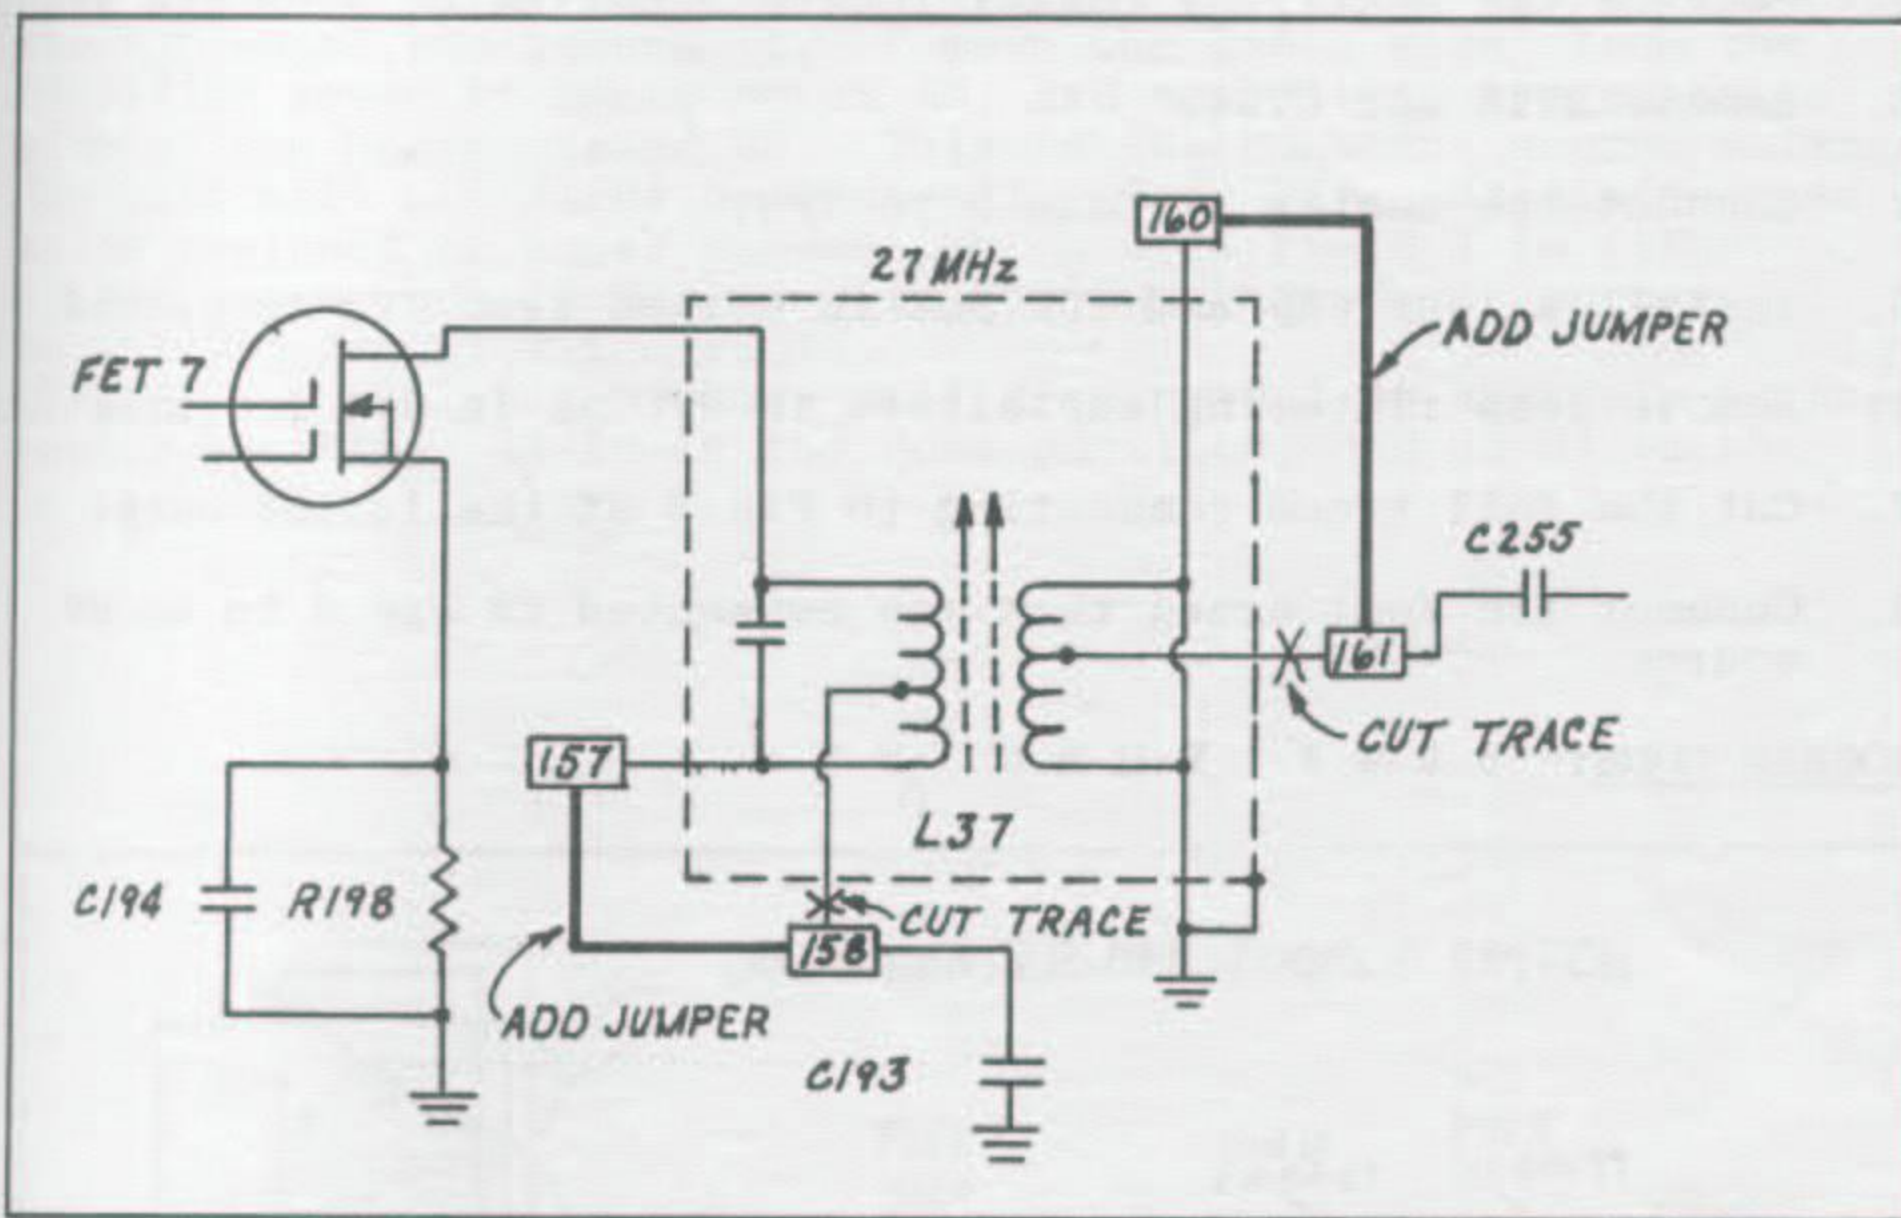 160
27 MHz
ADD JUMPER
FET 7
C255
161
CUT TRACE
157
L37
C194
R198
CUT TRACE
158
ADD JUMPER
C193